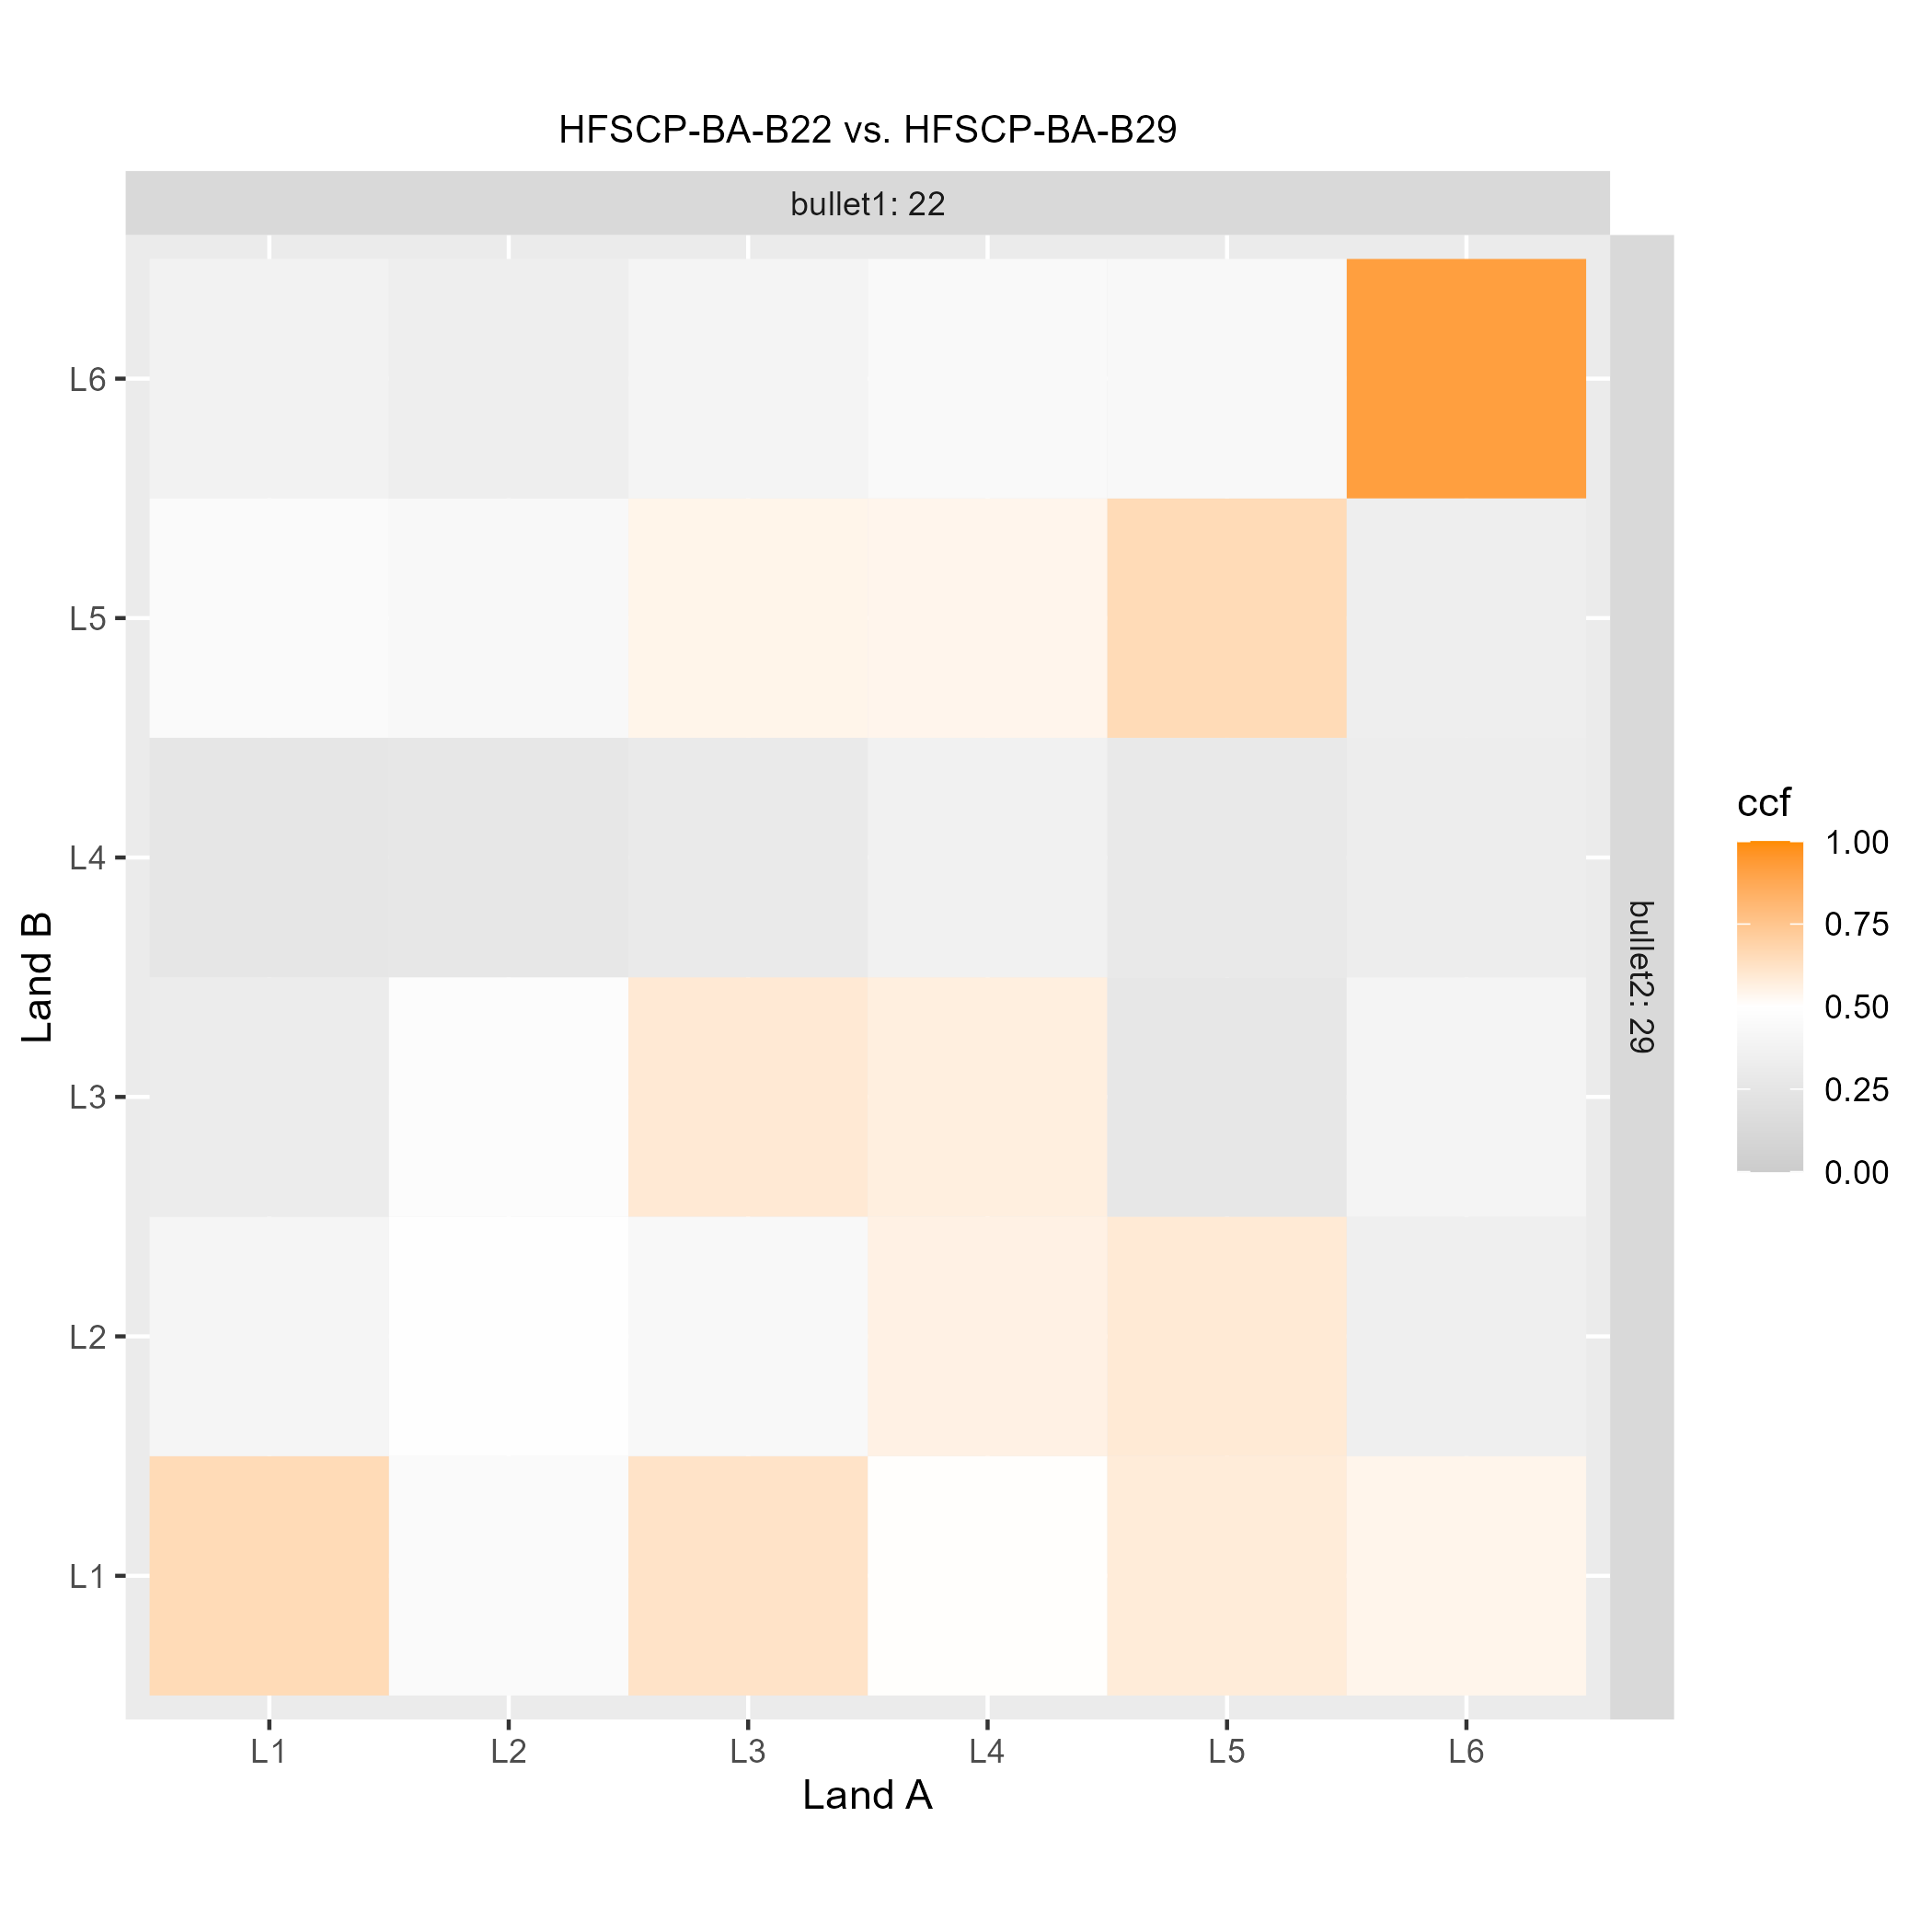 HFSCP-BA-B22 vs. HFSCP-BA-B29
bullet1: 22
L6
L5
L4
L3
L2
L1
Land B
bullet2: 29
ccf
1.00
0.75
0.50
0.25
0.00
L1 L2 L3 L4 L5 L6
Land A